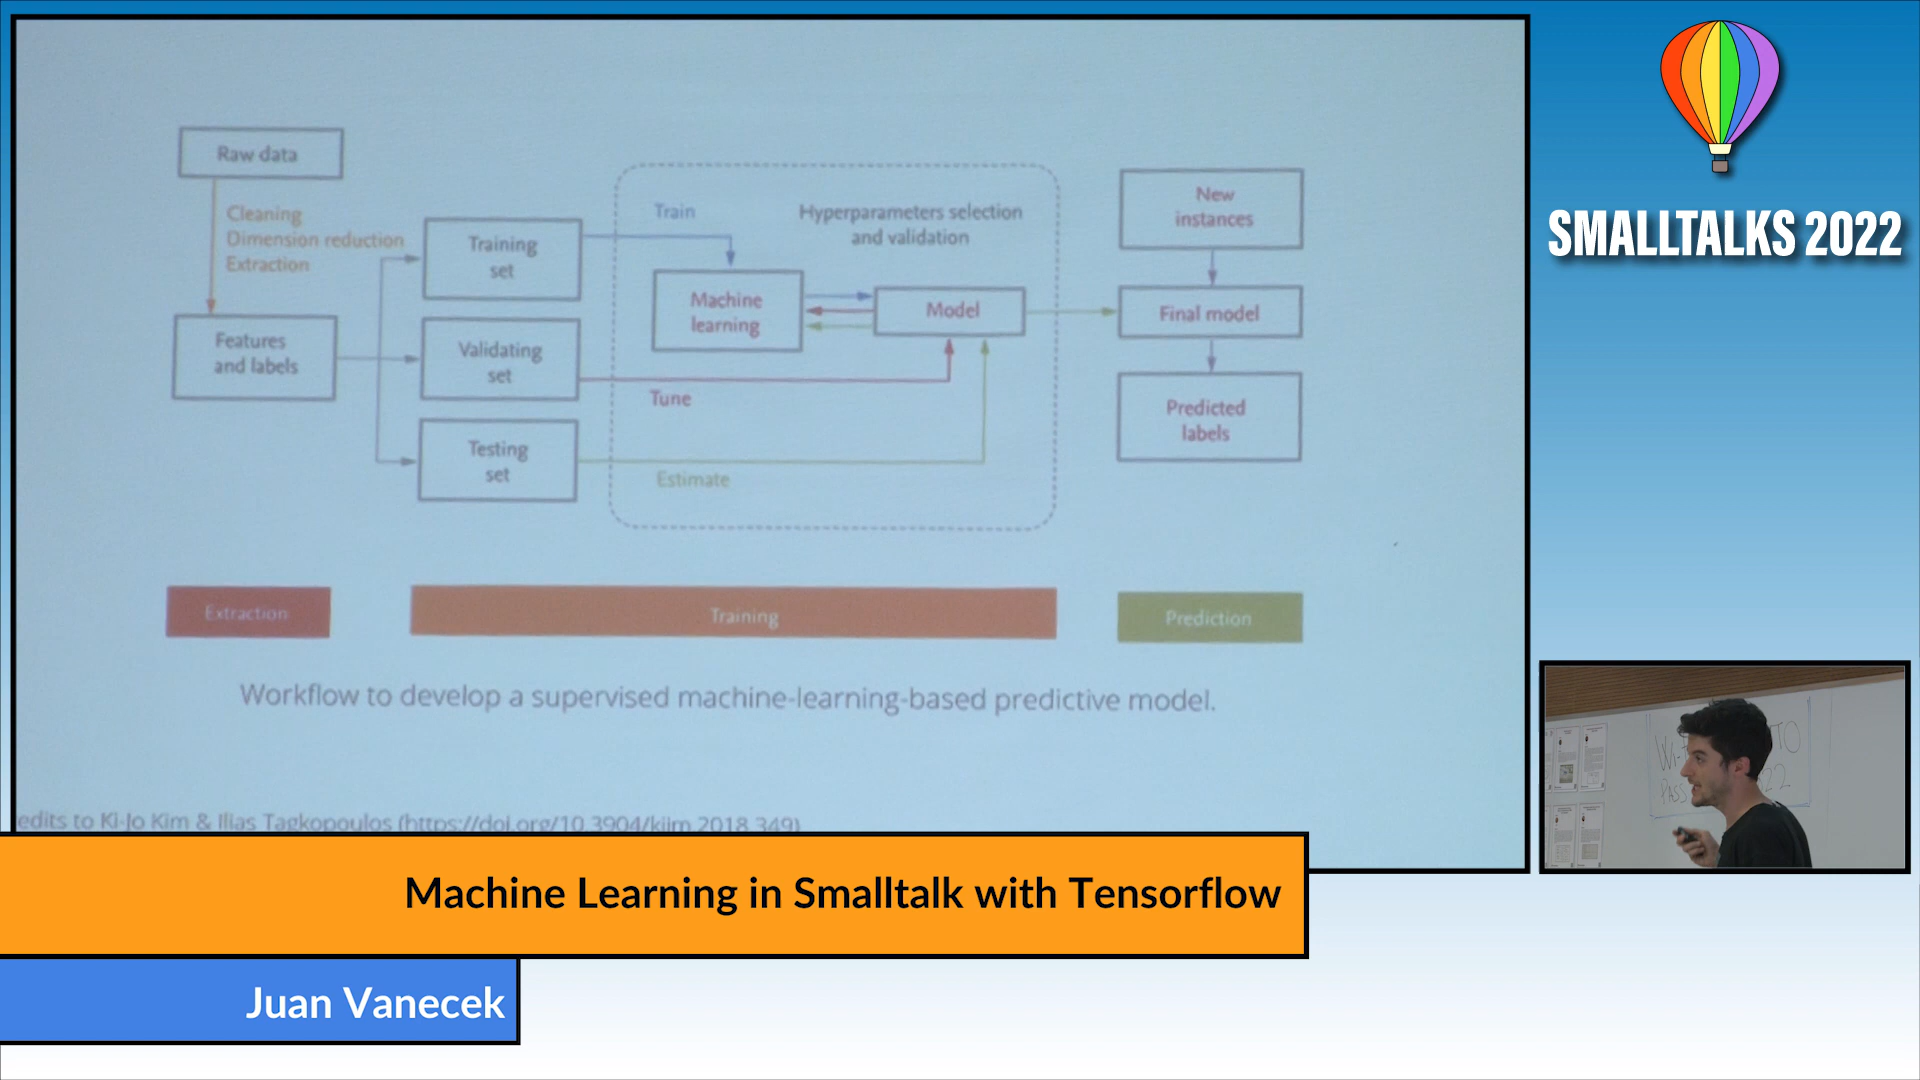 Raw data
Cleaning
Dimension reduction
Extraction
Features
and labels
Training
set
Validating
set
Testing
set
Train
Hyperparameters selection
and validation
Machine
learning
Model
Tune
Estimate
New
instances
Final model
Predicted
labels
Extraction
Training
Prediction
Workflow to develop a supervised machine-learning-based predictive model.
edits to Ki-Jo Kim & Ilias Tagkopoulos (https://doi.org/10.3904/kjim.2018.349)
Machine Learning in Smalltalk with Tensorflow
Juan Vanecek
SMALLTALKS 2022